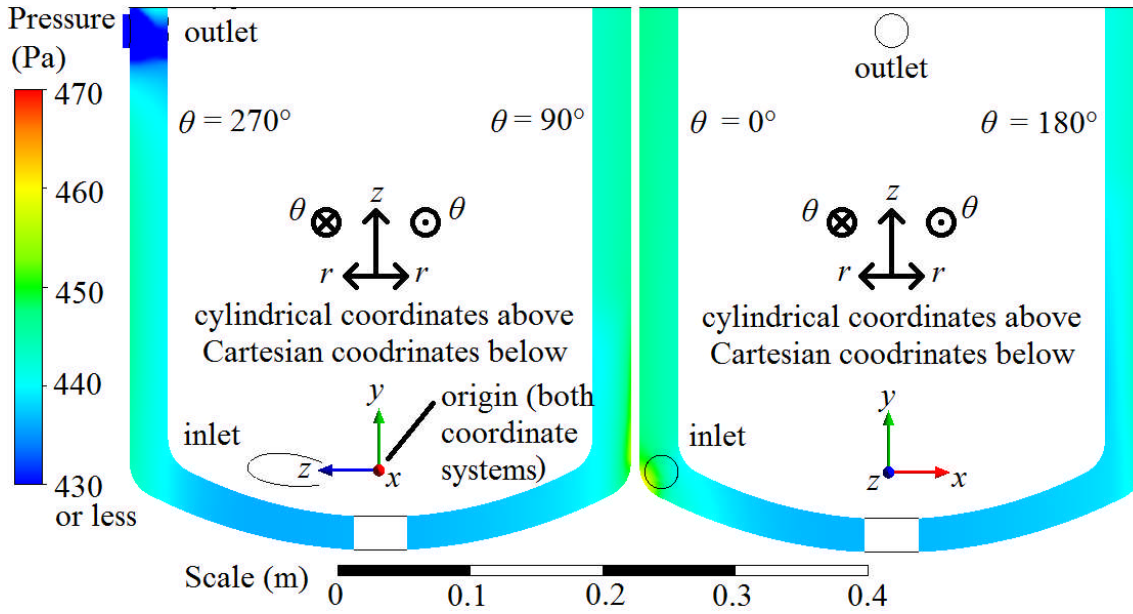 Pressure
(Pa)
470
460
450
440
430
or less
outlet
θ = 270°
θ = 90°
z
θ
θ
r
r
cylindrical coordinates above
Cartesian coodrinates below
y
origin (both
coordinate
systems)
inlet
z
x
outlet
θ = 0°
θ = 180°
z
θ
θ
r
r
cylindrical coordinates above
Cartesian coodrinates below
y
inlet
z
x
Scale (m)
0
0.1
0.2
0.3
0.4